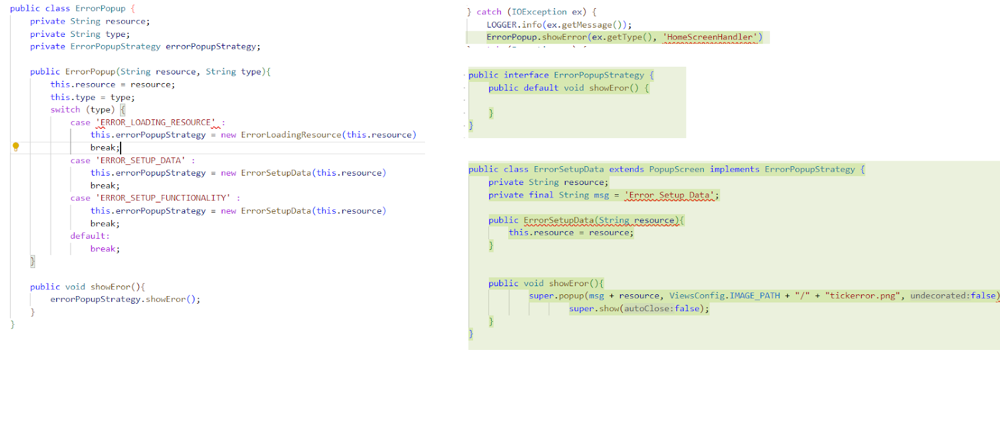 public class ErrorPopup {
private String resource;
private String type;
private ErrorPopupStrategy errorPopupStrategy;
public ErrorPopup(String resource, String type){
this.resource = resource;
this.type = type;
switch (type) {
case 'ERROR_LOADING_RESOURCE' :
this.errorPopupStrategy = new ErrorLoadingResource(this.resource)
break;
case 'ERROR_SETUP_DATA' :
this.errorPopupStrategy = new ErrorSetupData(this.resource)
break;
case 'ERROR_SETUP_FUNCTIONALITY' :
this.errorPopupStrategy = new ErrorSetupData(this.resource)
break;
default:
break;
}
public void showEror(){
errorPopupStrategy.showEror();
}
}
} catch (IOException ex) {
LOGGER.info(ex.getMessage());
ErrorPopup.showError(ex.getType(), 'HomeScreenHandler')
public interface ErrorPopupStrategy {
public default void showEror() {
}
}
public class ErrorSetupData extends PopupScreen implements ErrorPopupStrategy {
private String resource;
private final String msg = 'Error Setup Data';
public ErrorSetupData(String resource){
this.resource = resource;
}
public void showEror(){
super.popup(msg + resource, ViewsConfig.IMAGE_PATH + "/" + "tickerror.png", undecorated:false)
super.show(autoClose:false);
}
}